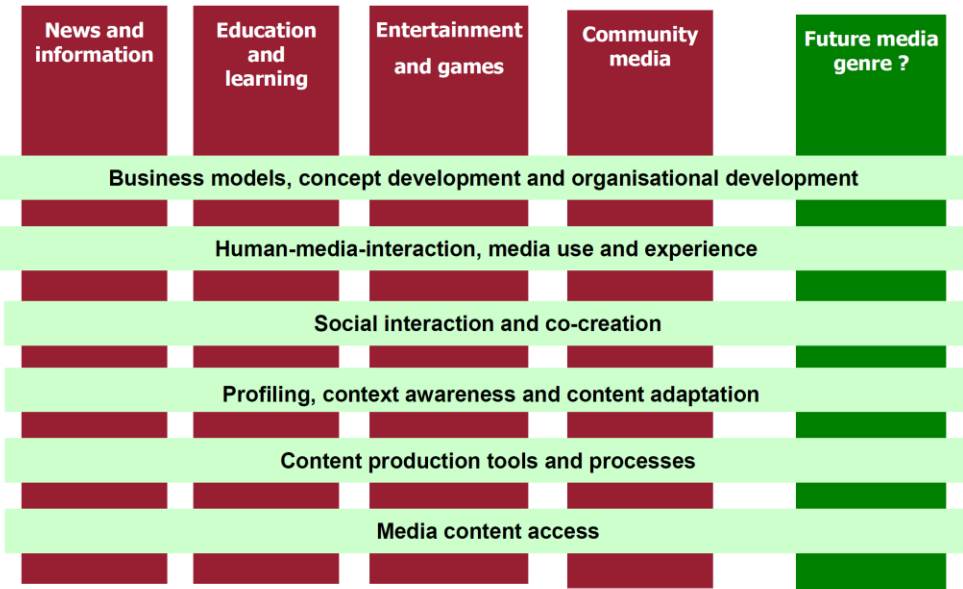 News and
information
Education
and
learning
Entertainment
and games
Community
media
Future media
genre ?
Business models, concept development and organisational development
Human-media-interaction, media use and experience
Social interaction and co-creation
Profiling, context awareness and content adaptation
Content production tools and processes
Media content access